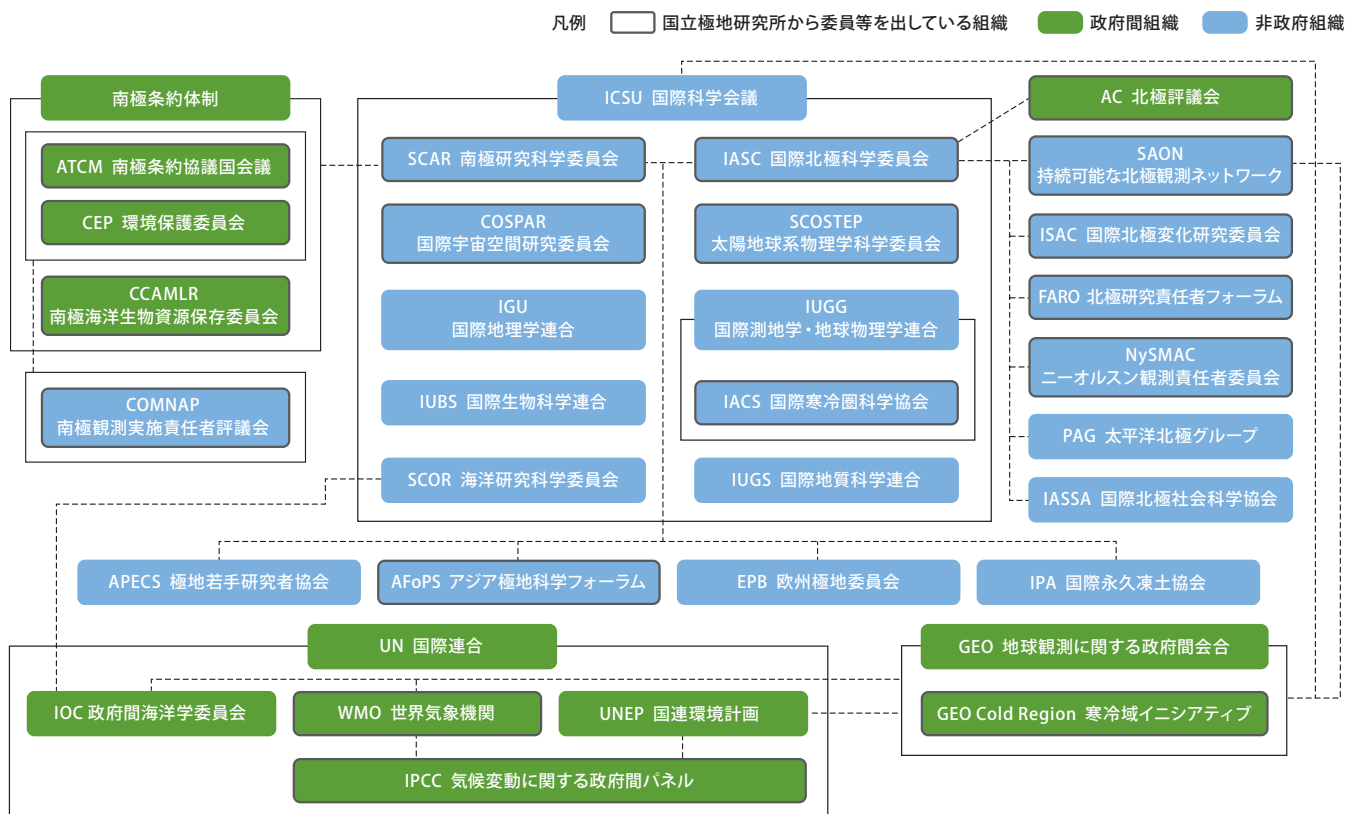 凡例 国立極地研究所から委員等を出している組織 政府間組織 非政府組織
南極条約体制
ATCM 南極条約協議国会議
CEP 環境保護委員会
CCAMLR
南極海洋生物資源保存委員会
COMNAP
南極観測実施責任者評議会
ICSU 国際科学会議
SCAR 南極研究科学委員会
IASC 国際北極科学委員会
COSPAR
国際宇宙空間研究委員会
SCOSTEP
太陽地球系物理学科学委員会
IGU
国際地理学連合
IUGG
国際測地学・地球物理学連合
IUBS 国際生物科学連合
IACS 国際寒冷圏科学協会
SCOR 海洋研究科学委員会
IUGS 国際地質科学連合
AC 北極評議会
SAON
持続可能な北極観測ネットワーク
ISAC 国際北極変化研究委員会
FARO 北極研究責任者フォーラム
NySMAC
ニーオルスン観測責任者委員会
PAG 太平洋北極グループ
IASSA 国際北極社会科学協会
APECS 極地若手研究者協会
AFoPS アジア極地科学フォーラム
EPB 欧州極地委員会
IPA 国際永久凍土協会
UN 国際連合
IOC 政府間海洋学委員会
WMO 世界気象機関
UNEP 国連環境計画
IPCC 気候変動に関する政府間パネル
GEO 地球観測に関する政府間会合
GEO Cold Region 寒冷域イニシアティブ